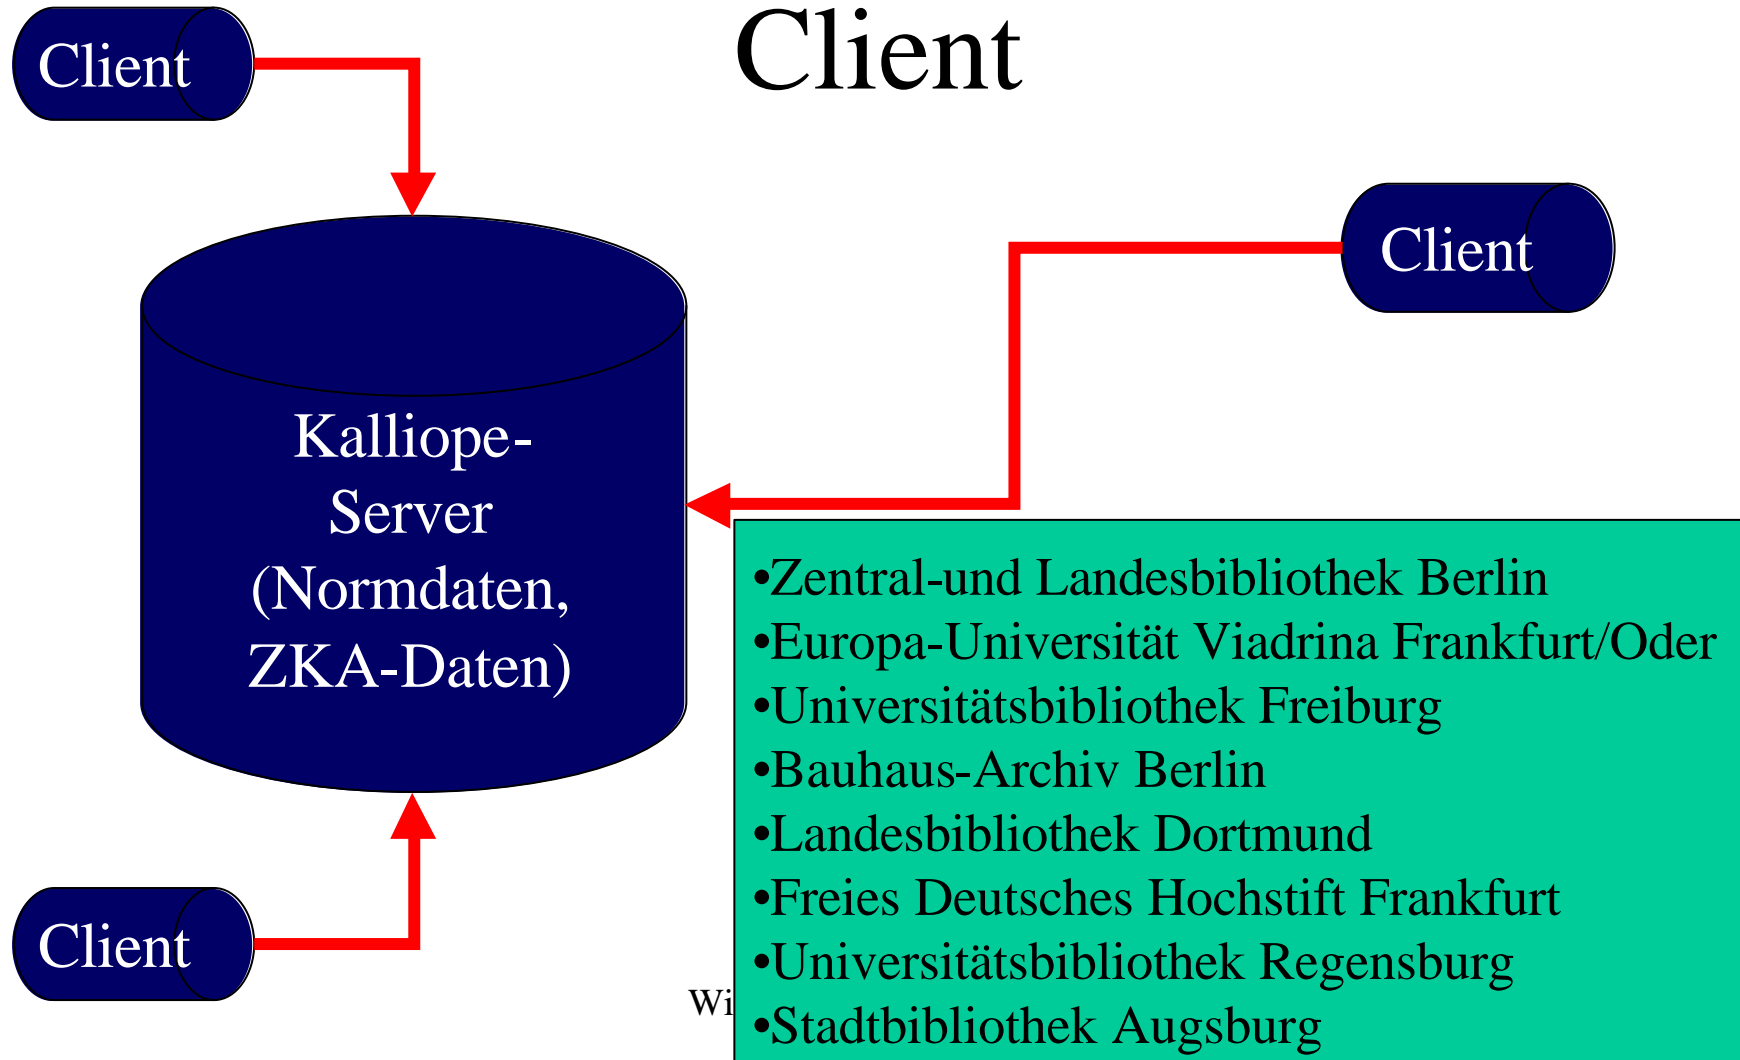 Client
Client
Client
Kalliope-
Server
(Normdaten,
ZKA-Daten)
•Zentral-und Landesbibliothek Berlin
•Europa-Universität Viadrina Frankfurt/Oder
•Universitätsbibliothek Freiburg
•Bauhaus-Archiv Berlin
•Landesbibliothek Dortmund
•Freies Deutsches Hochstift Frankfurt
•Universitätsbibliothek Regensburg
•Stadtbibliothek Augsburg
Client